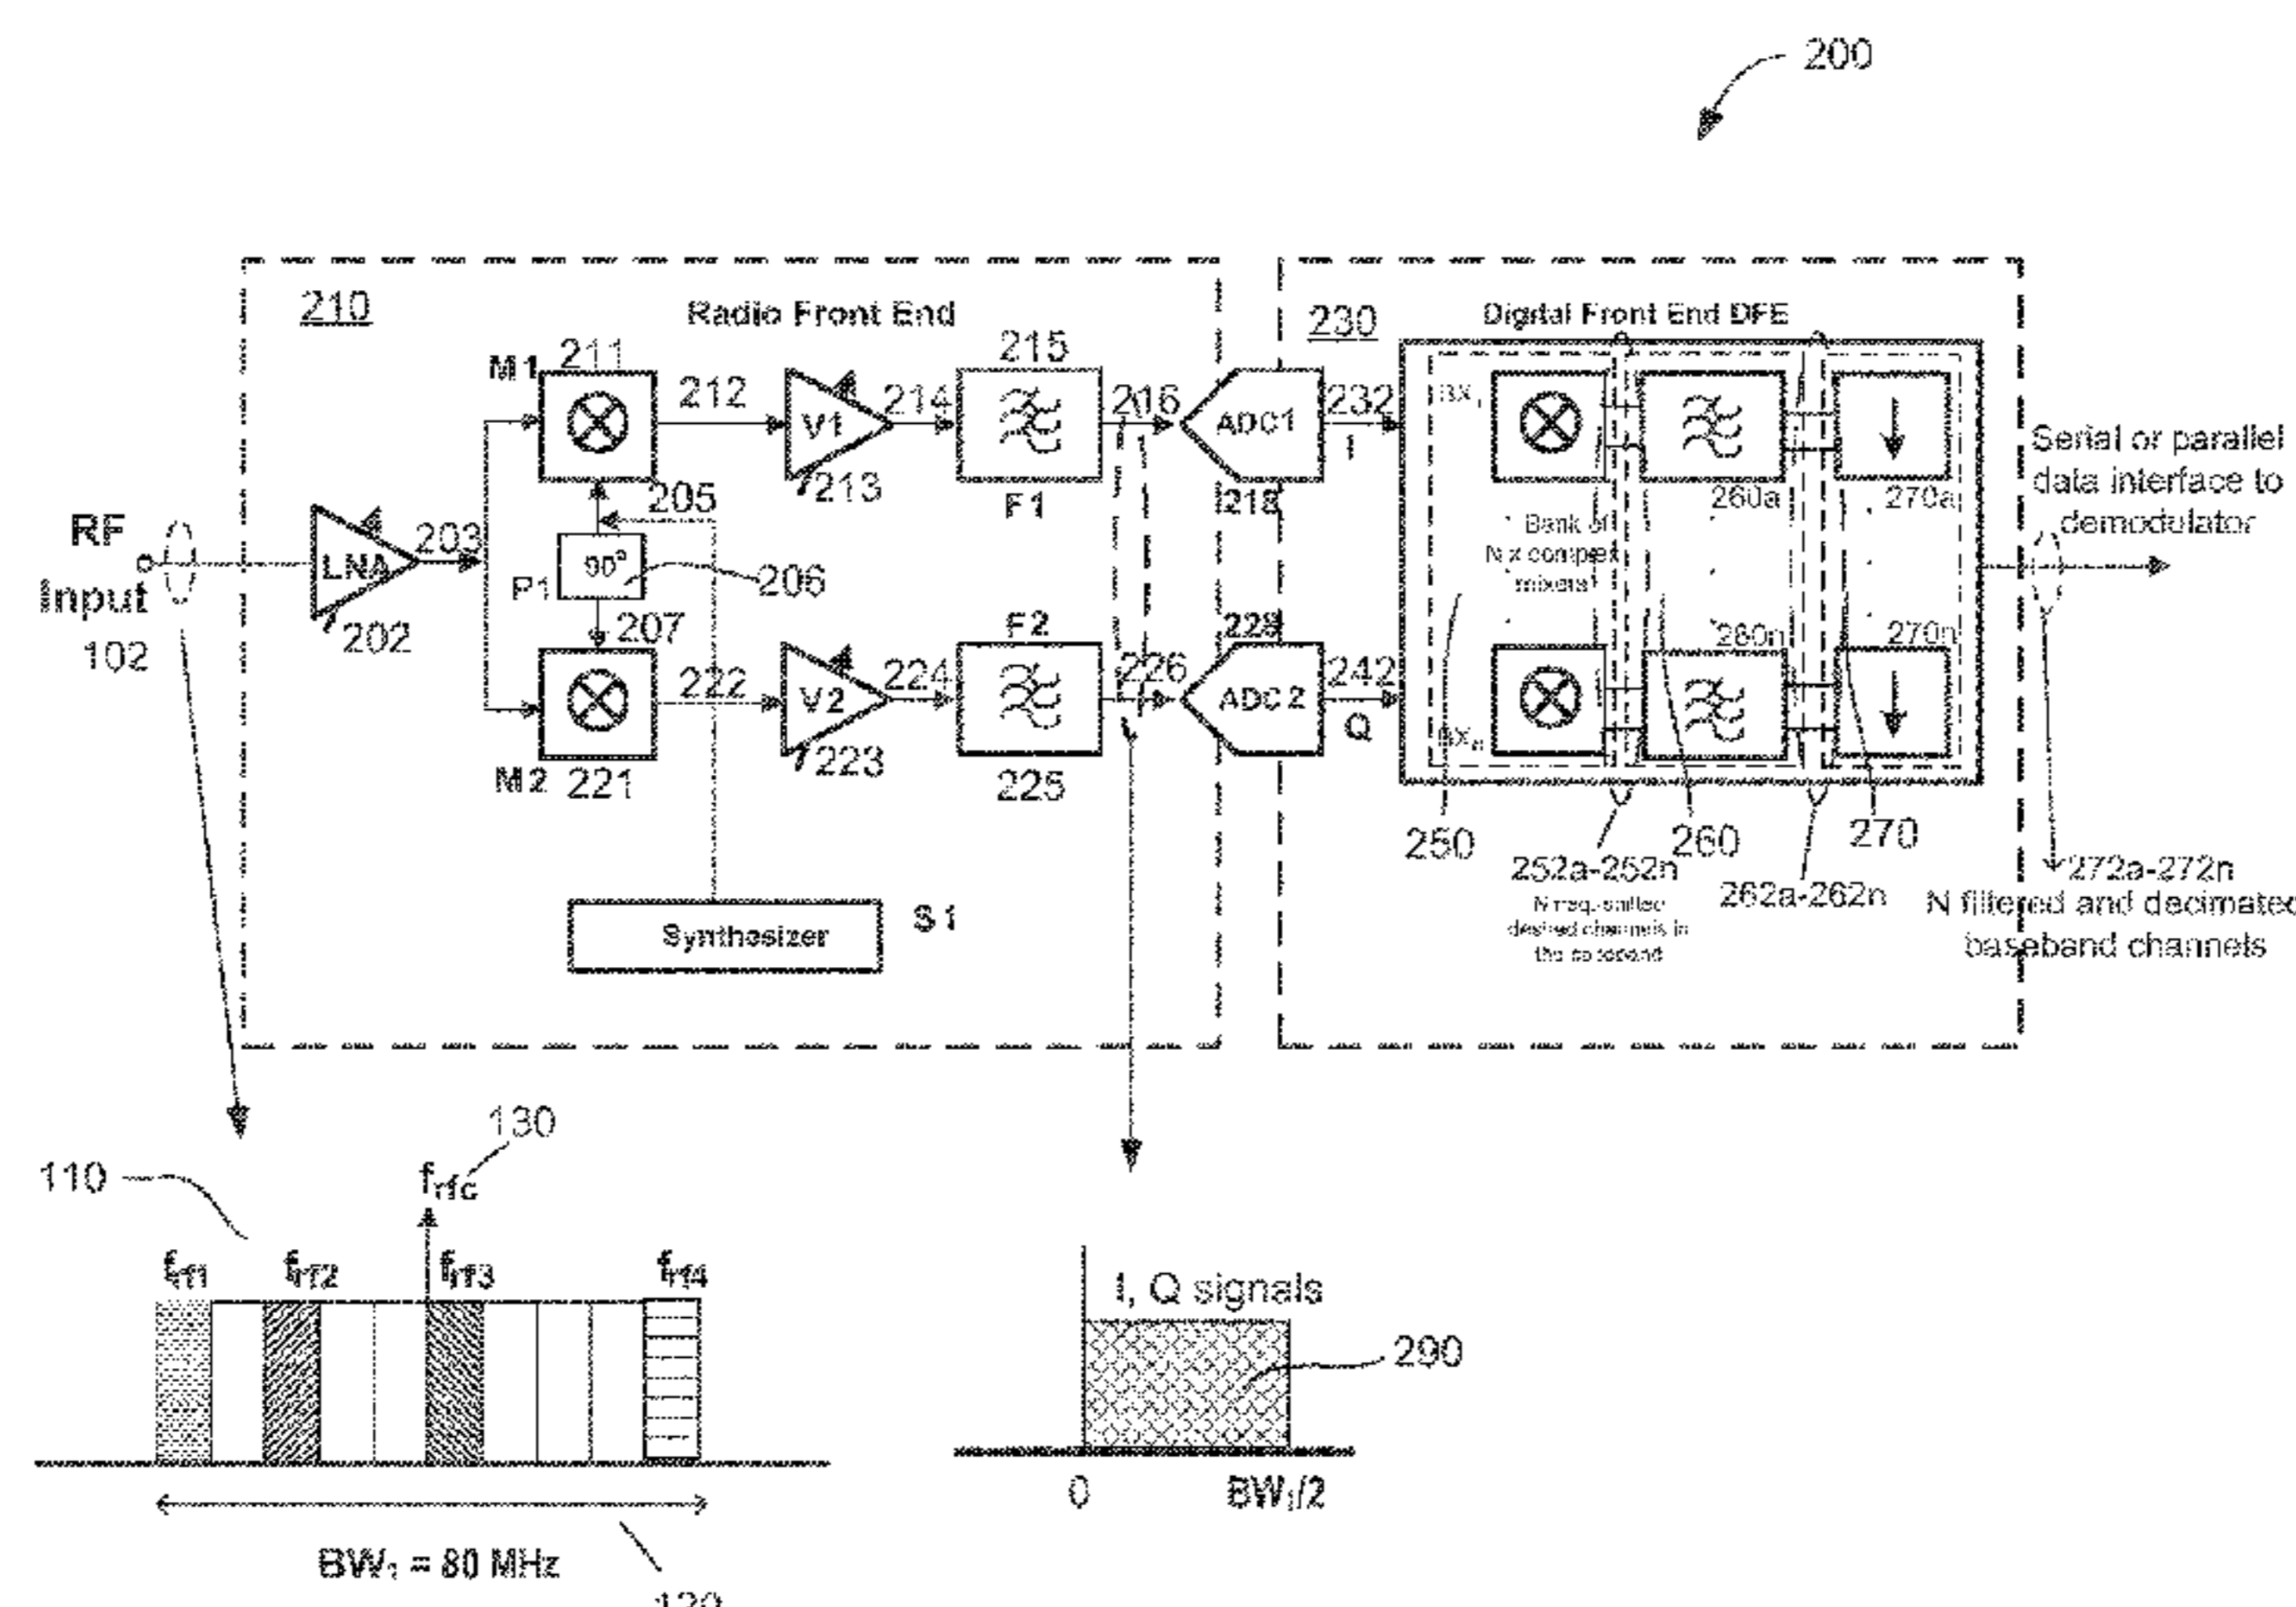 200
210
Radio Front End
230
Digital Front End DFE
M1
211
212
V1
213
214
215
F1
216
ADC1
218
232
I
260a
270a
Serial or parallel
data interface to
demodulator
RF
Input
102
LNA
202
203
205
90°
P1
206
207
Bank of
N x complex
mixers
M2
221
222
V2
223
224
F2
225
226
228
ADC2
242
Q
270n
250
260
270
252a-252n
desired channels in
262a-262n
272a-272n
N filtered and decimated
baseband channels
Synthesizer
S1
110
130
frfc
frf1
frf2
frf3
frf4
BW1 = 80 MHz
I, Q signals
290
0
BW1/2